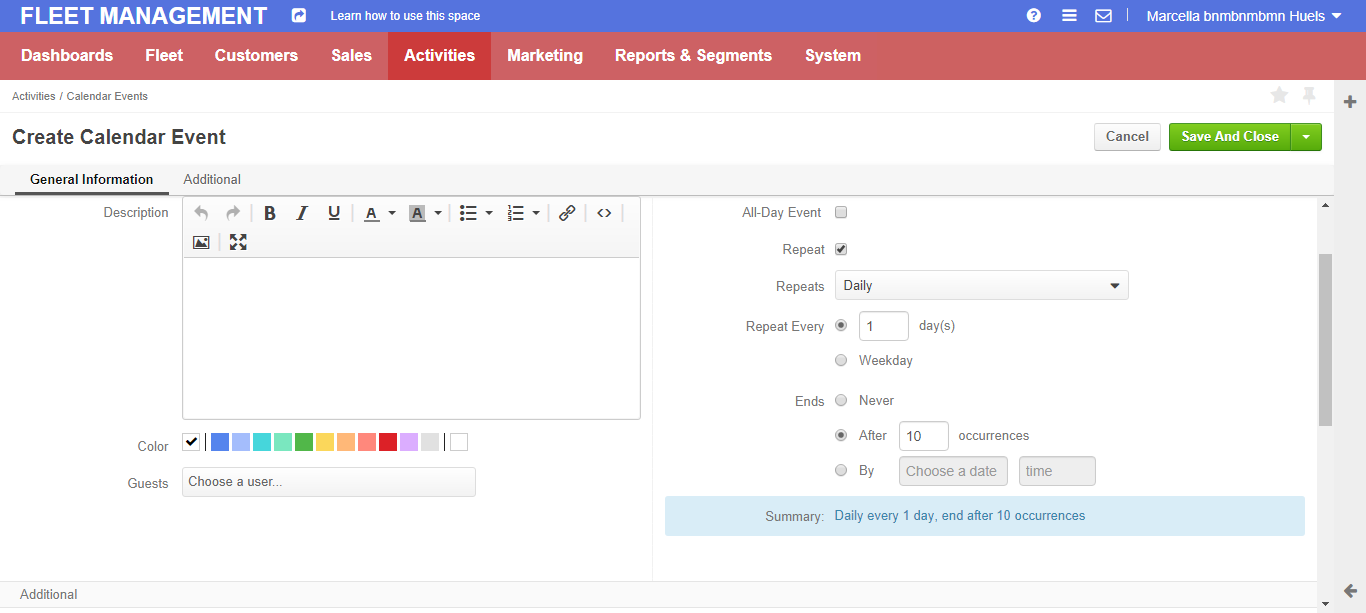 FLEET MANAGEMENT Learn how to use this space Marcella bnmbnmbmn Huels
Dashboards Fleet Customers Sales Activities Marketing Reports & Segments System
Activities / Calendar Events
Create Calendar Event Cancel Save And Close
General Information Additional
Description
B I U A A
All-Day Event
Repeat
Repeats Daily
Repeat Every 1 day(s)
Weekday
Ends Never
After 10 occurrences
By Choose a date time
Summary: Daily every 1 day, end after 10 occurrences
Color
Guests Choose a user...
Additional